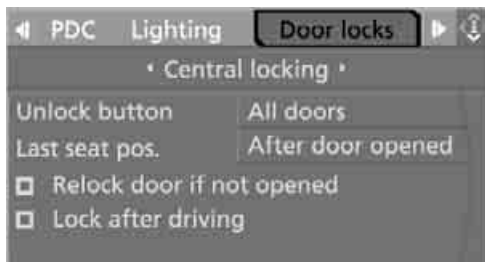 PDC Lighting Door locks
• Central locking •
Unlock button All doors
Last seat pos. After door opened
Relock door if not opened
Lock after driving